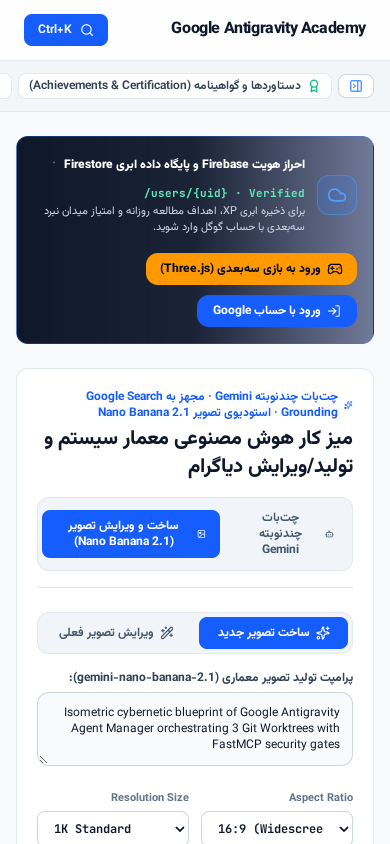 Google Antigravity Academy
Ctrl+K
دستاوردها و گواهینامه (Achievements & Certification)
احراز هویت Firebase و پایگاه داده ابری Firestore
/users/{uid} · Verified
برای ذخیره ابری XP، اهداف مطالعه روزانه و امتیاز میدان نبرد
سه‌بعدی با حساب گوگل وارد شوید.
ورود به بازی سه‌بعدی (Three.js)
ورود با حساب Google
چت‌بات چندنوبته Gemini · مجهز به Google Search
Grounding · استودیوی تصویر Nano Banana 2.1
میز کار هوش مصنوعی معمار سیستم و
تولید/ویرایش دیاگرام
چت‌بات
چندنوبته
Gemini
ساخت و ویرایش تصویر
(Nano Banana 2.1)
ساخت تصویر جدید
ویرایش تصویر فعلی
پرامپت تولید تصویر معماری (gemini-nano-banana-2.1):
Isometric cybernetic blueprint of Google Antigravity
Agent Manager orchestrating 3 Git Worktrees with
FastMCP security gates
Aspect Ratio
Resolution Size
16:9 (Widescree
1K Standard